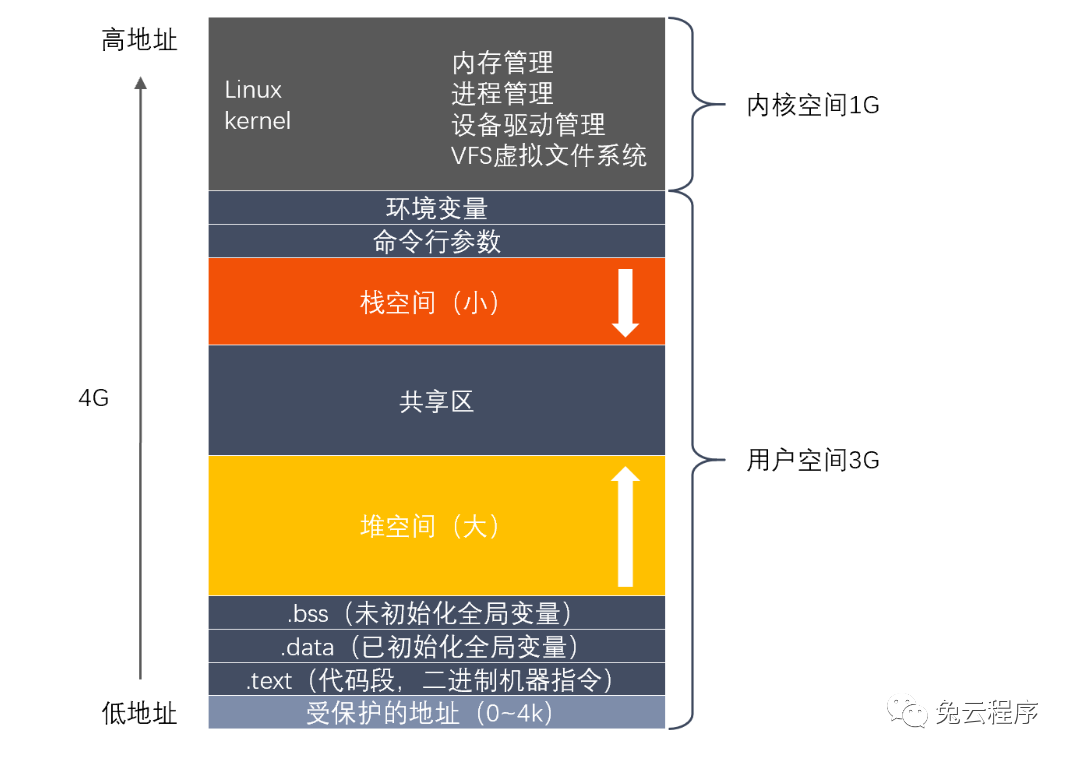 高地址
Linux
kernel
内存管理
进程管理
设备驱动管理
VFS虚拟文件系统
内核空间1G
环境变量
命令行参数
栈空间（小）
4G
共享区
用户空间3G
堆空间（大）
.bss（未初始化全局变量）
.data（已初始化全局变量）
.text（代码段，二进制机器指令）
低地址
受保护的地址（0~4k）
兔云程序